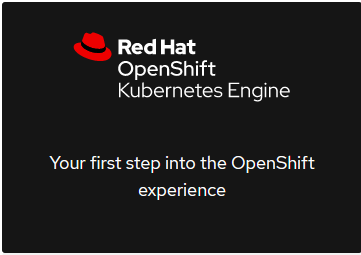 Red Hat
OpenShift
Kubernetes Engine
Your first step into the OpenShift
experience